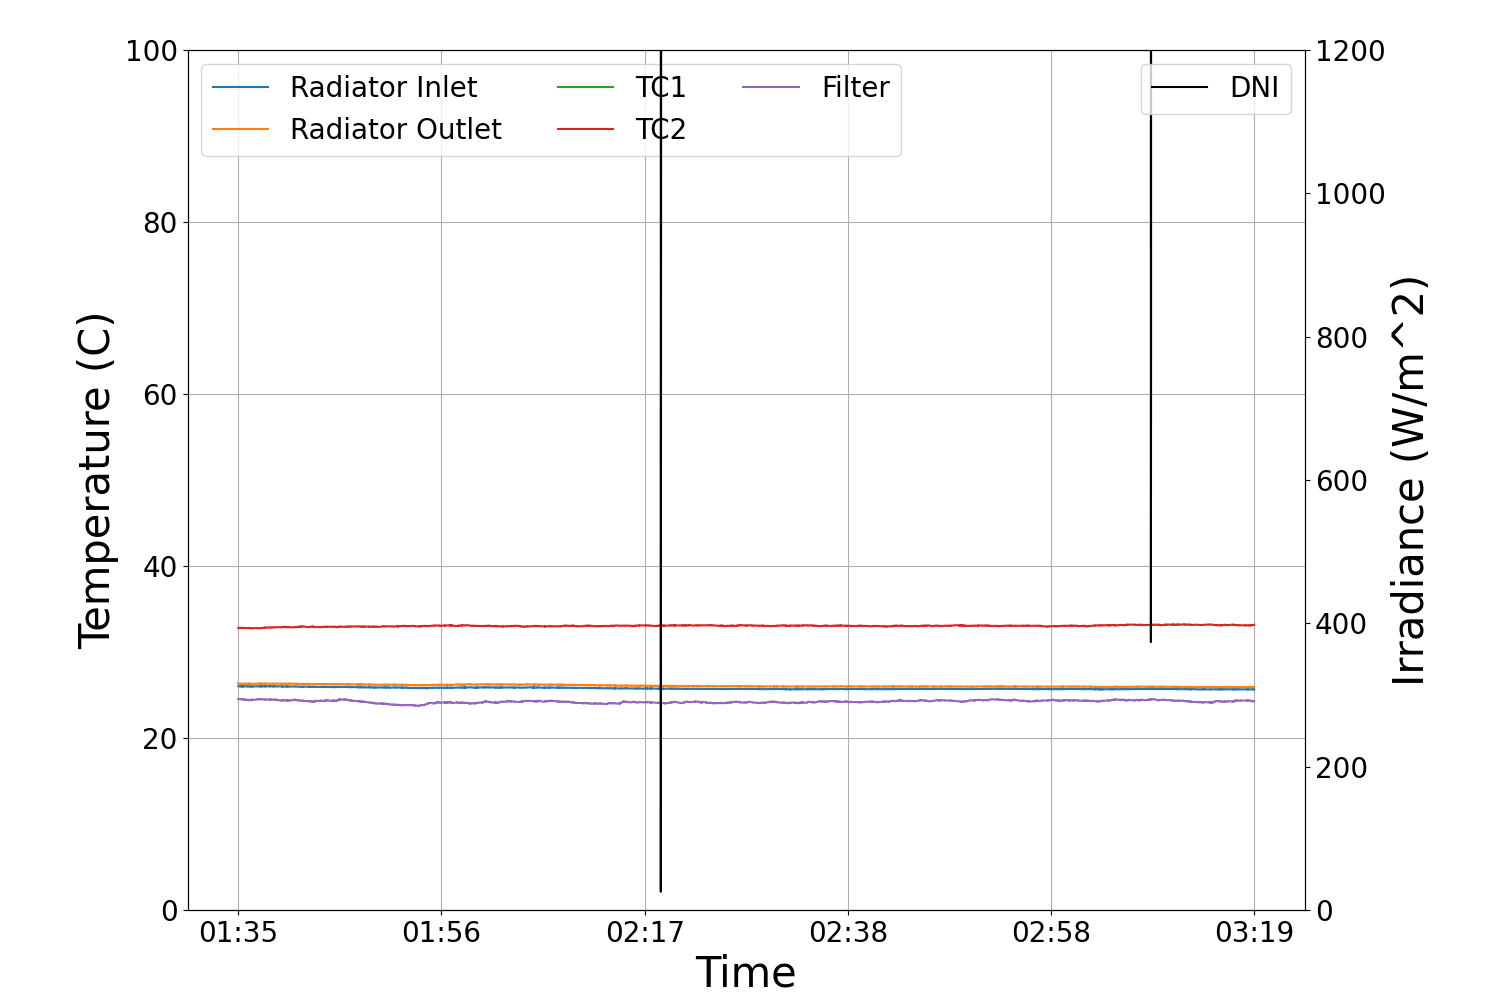 100
80
60
40
20
0
Temperature (C)
Radiator Inlet
Radiator Outlet
TC1
TC2
Filter
DNI
1200
1000
800
600
400
200
0
Irradiance (W/m^2)
01:35 01:56 02:17 02:38 02:58 03:19
Time